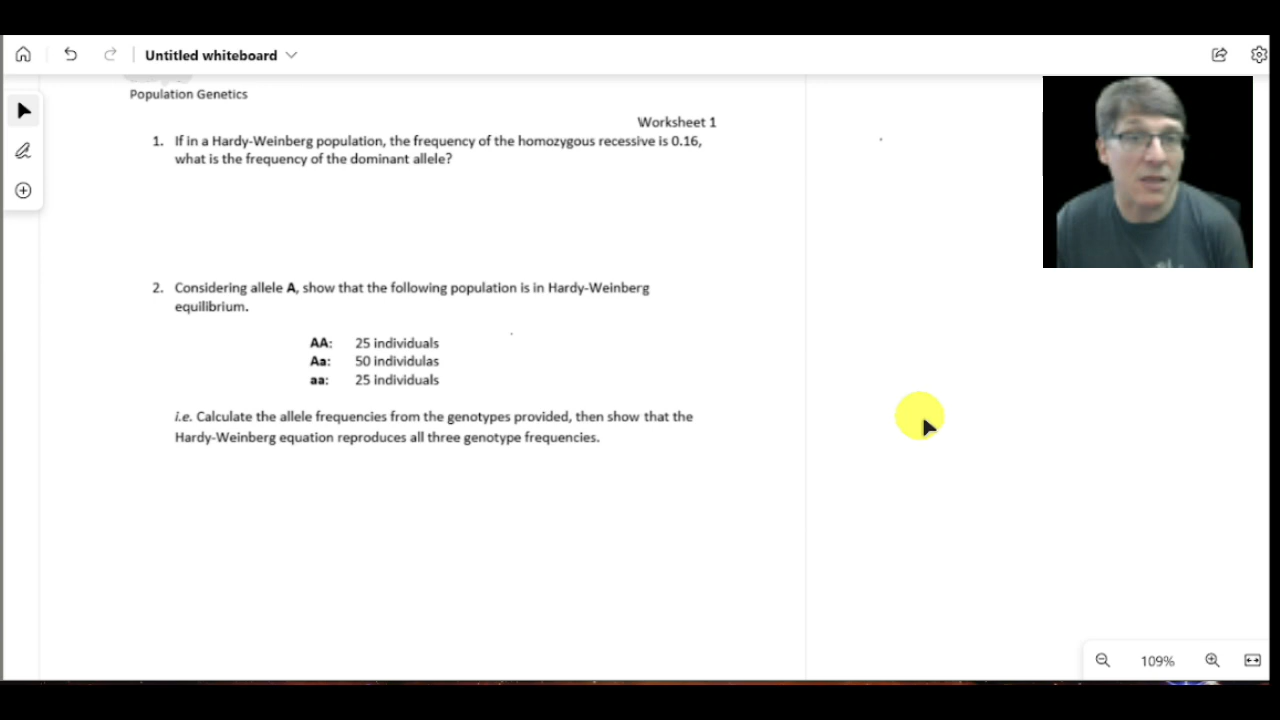 Untitled whiteboard
Population Genetics
Worksheet 1
1. If in a Hardy-Weinberg population, the frequency of the homozygous recessive is 0.16,
what is the frequency of the dominant allele?
2. Considering allele A, show that the following population is in Hardy-Weinberg
equilibrium.
AA: 25 individuals
Aa: 50 individulas
aa: 25 individuals
i.e. Calculate the allele frequencies from the genotypes provided, then show that the
Hardy-Weinberg equation reproduces all three genotype frequencies.
109%